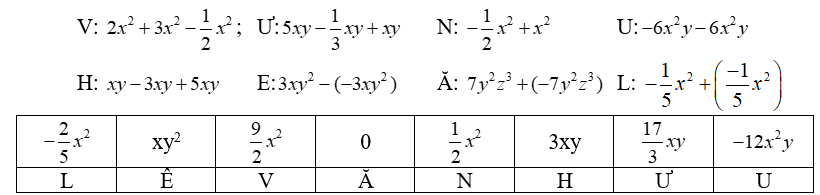 V: 2x² + 3x² − 1/2 x² ; Ư: 5xy − 1/3 xy + xy N: −1/2 x² + x² U: −6x²y − 6x²y
H: xy − 3xy + 5xy E: 3xy² − (−3xy²) Ă: 7y²z³ + (−7y²z³) L: −1/5 x² + (−1/5 x²)
−2/5 x² xy² 9/2 x² 0 1/2 x² 3xy 17/3 xy −12x²y
L Ê V Ă N H Ư U